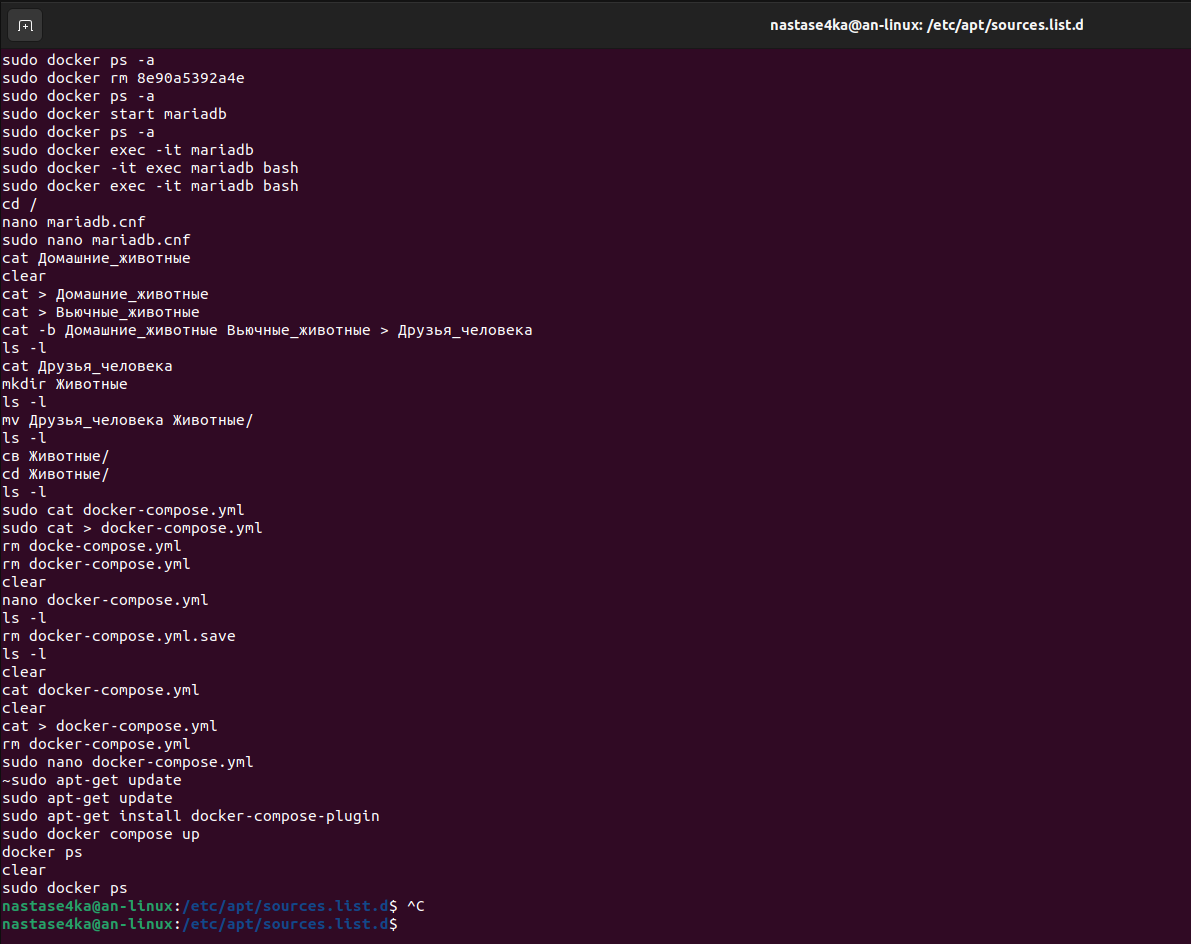 nastase4ka@an-linux: /etc/apt/sources.list.d
sudo docker ps -a
sudo docker rm 8e90a5392a4e
sudo docker ps -a
sudo docker start mariadb
sudo docker ps -a
sudo docker exec -it mariadb
sudo docker -it exec mariadb bash
sudo docker exec -it mariadb bash
cd /
nano mariadb.cnf
sudo nano mariadb.cnf
cat Домашние_животные
clear
cat > Домашние_животные
cat > Вьючные_животные
cat -b Домашние_животные Вьючные_животные > Друзья_человека
ls -l
cat Друзья_человека
mkdir Животные
ls -l
mv Друзья_человека Животные/
ls -l
св Животные/
cd Животные/
ls -l
sudo cat docker-compose.yml
sudo cat > docker-compose.yml
rm docke-compose.yml
rm docker-compose.yml
clear
nano docker-compose.yml
ls -l
rm docker-compose.yml.save
ls -l
clear
cat docker-compose.yml
clear
cat > docker-compose.yml
rm docker-compose.yml
sudo nano docker-compose.yml
~sudo apt-get update
sudo apt-get update
sudo apt-get install docker-compose-plugin
sudo docker compose up
docker ps
clear
sudo docker ps
nastase4ka@an-linux:/etc/apt/sources.list.d$ ^C
nastase4ka@an-linux:/etc/apt/sources.list.d$